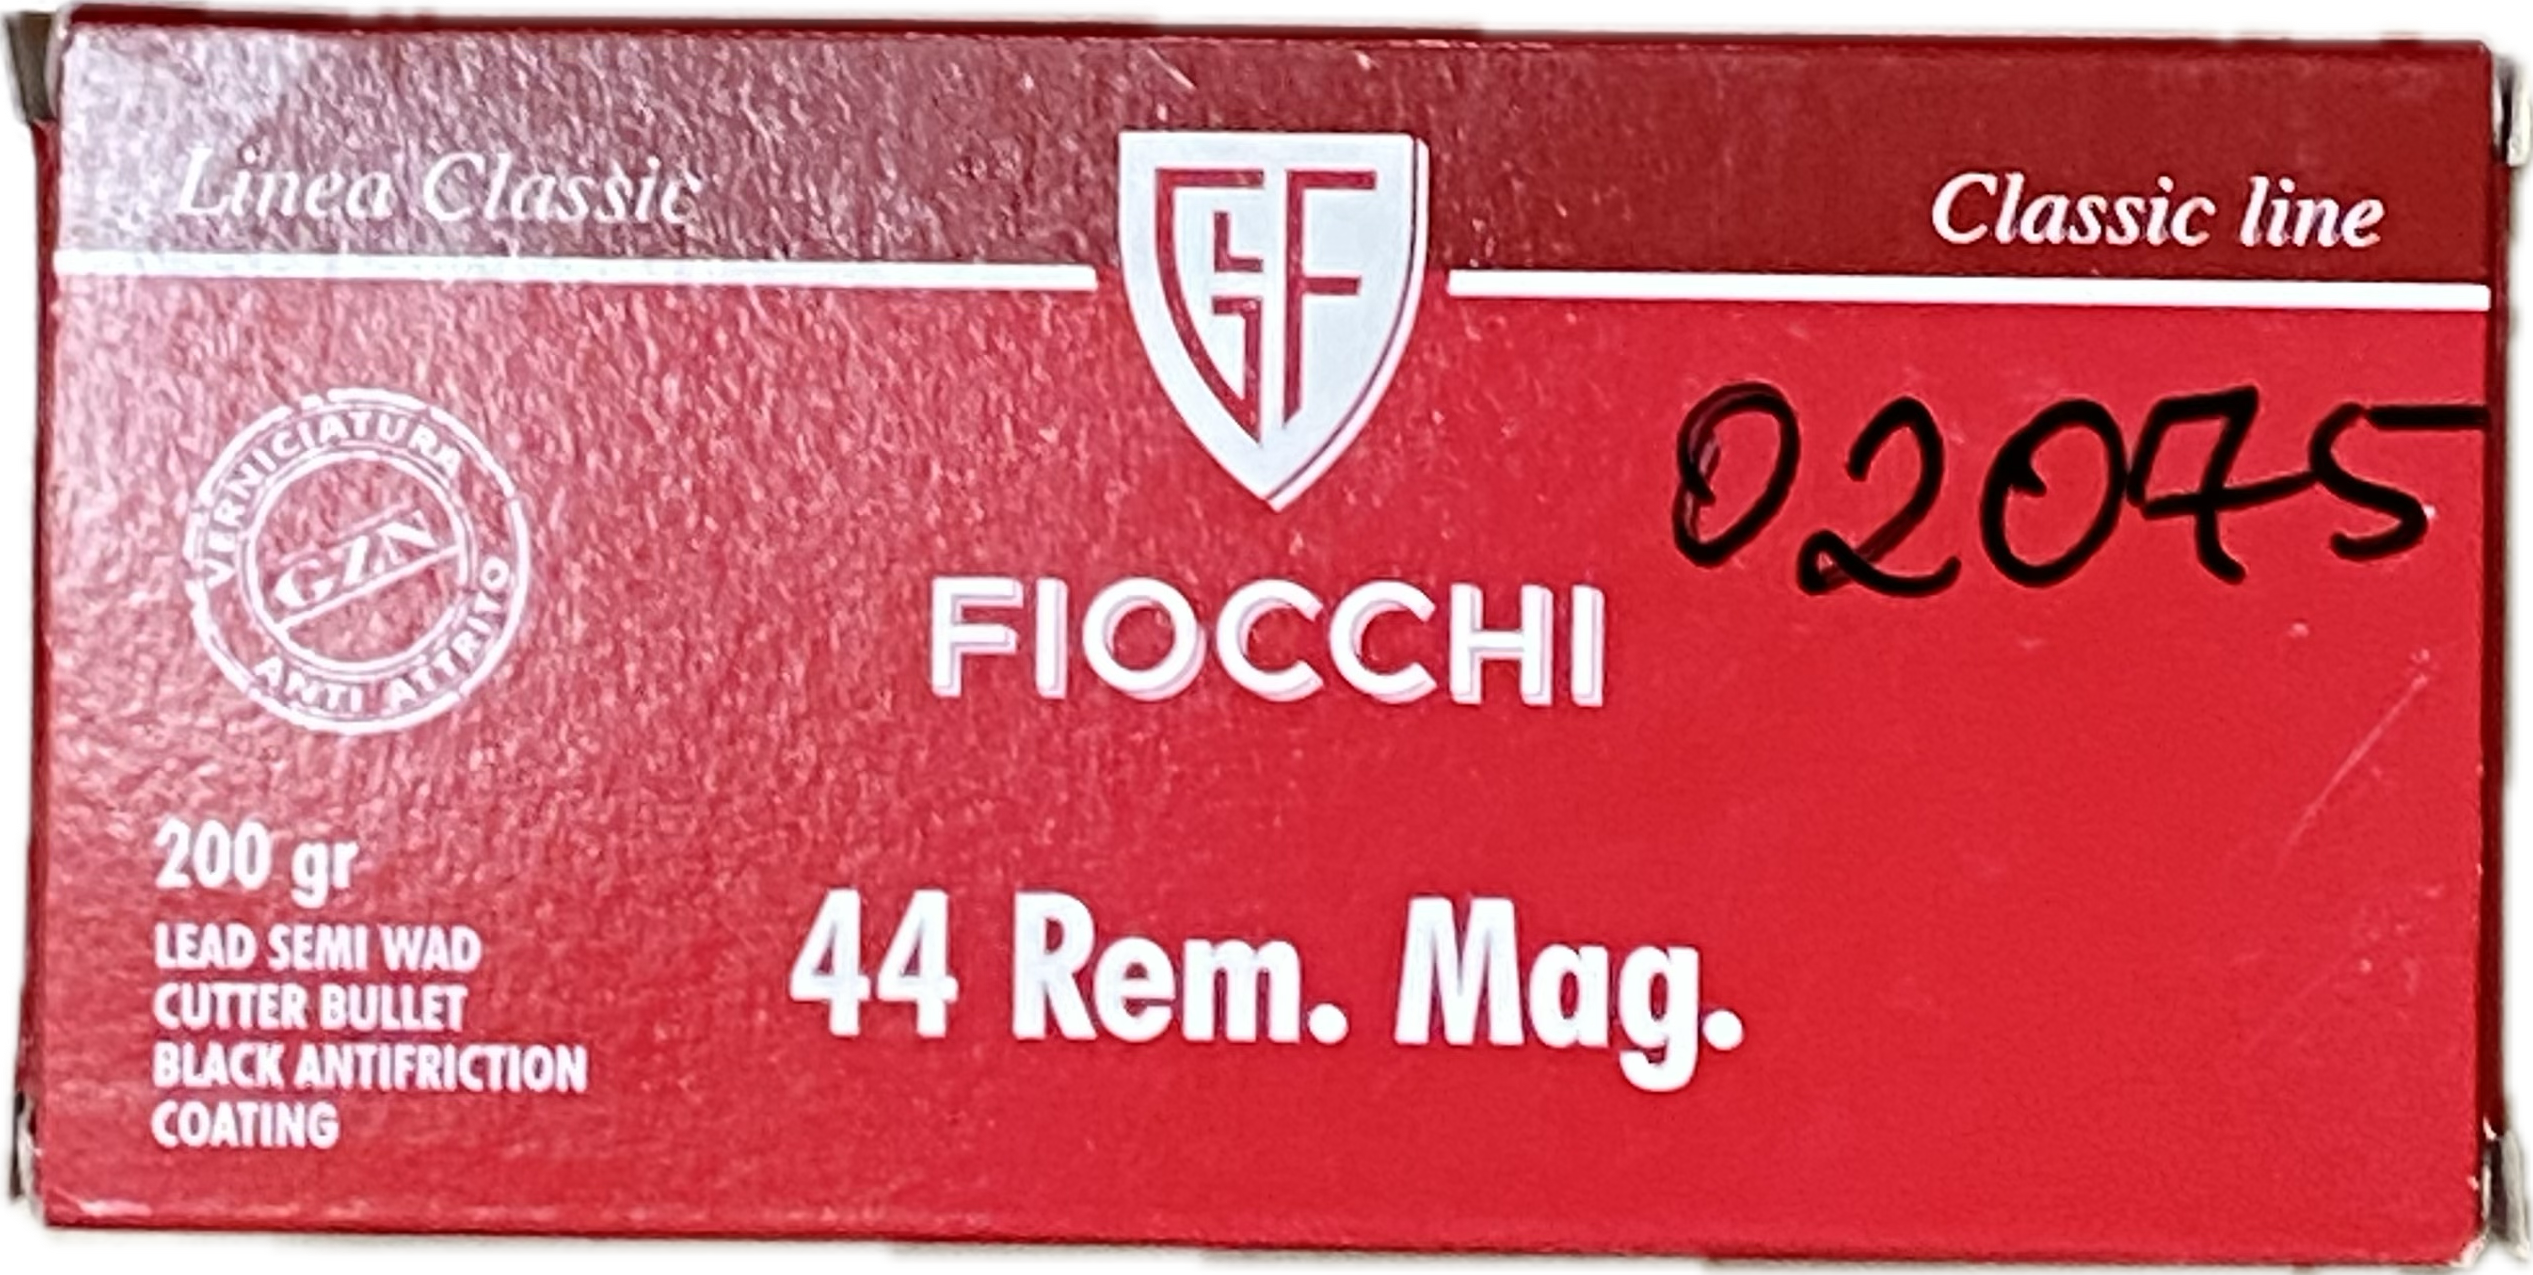 Linea Classic
GF
Classic line
02075
VERNICIATURA
GZN
ANTI ATTRITO
FIOCCHI
200 gr
LEAD SEMI WAD
CUTTER BULLET
BLACK ANTIFRICTION
COATING
44 Rem. Mag.